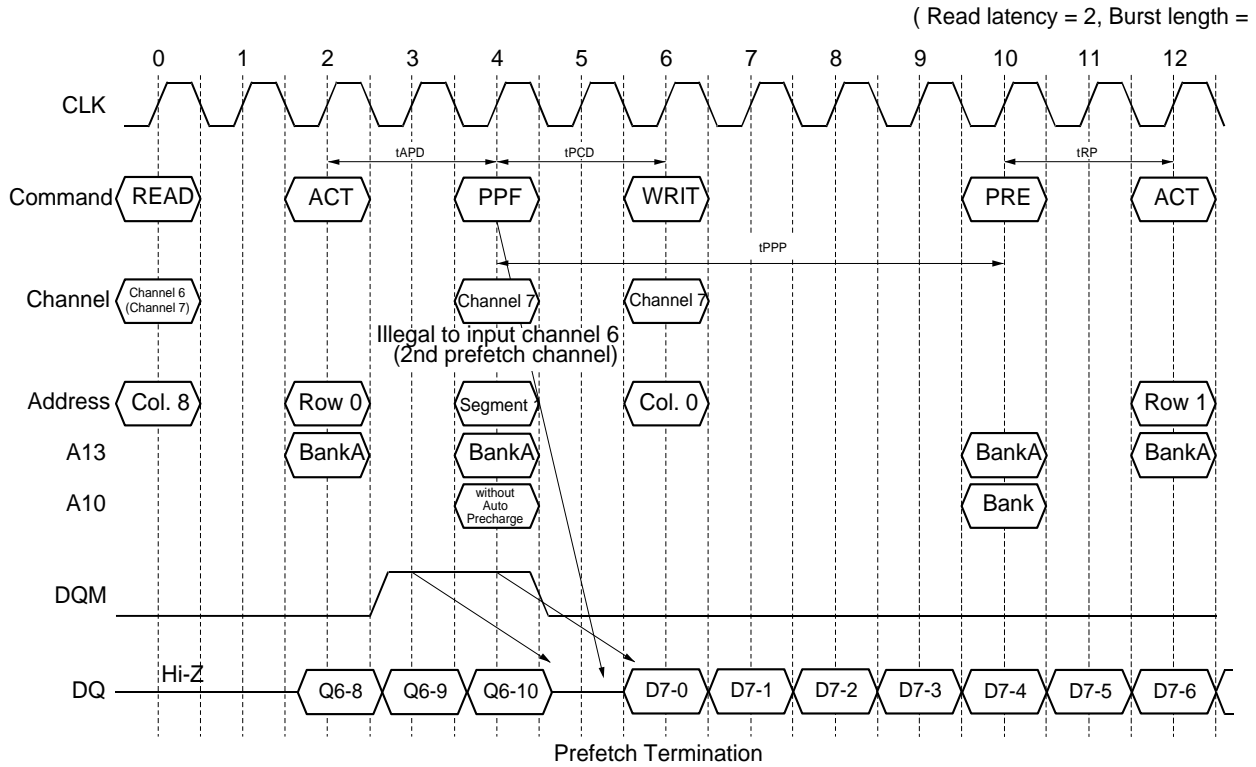 ( Read latency = 2, Burst length =
0 1 2 3 4 5 6 7 8 9 10 11 12
CLK
tAPD tPCD tRP
Command READ ACT PPF WRIT PRE ACT
tPPP
Channel Channel 6 (Channel 7) Channel 7 Channel 7
Illegal to input channel 6
(2nd prefetch channel)
Address Col. 8 Row 0 Segment 1 Col. 0 Row 1
A13 BankA BankA BankA BankA
A10 without Auto Precharge Bank
DQM
Hi-Z
DQ Q6-8 Q6-9 Q6-10 D7-0 D7-1 D7-2 D7-3 D7-4 D7-5 D7-6
Prefetch Termination